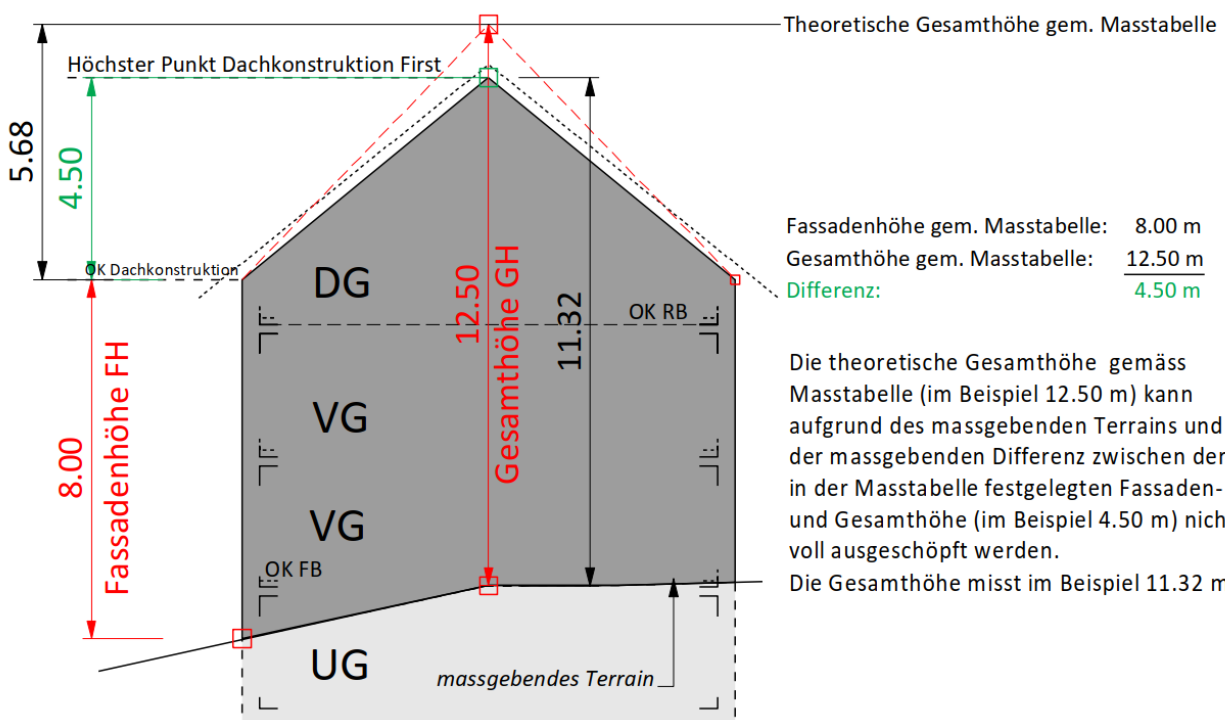 Theoretische Gesamthöhe gem. Masstabelle
Höchster Punkt Dachkonstruktion First
5.68
4.50
OK Dachkonstruktion
DG
12.50
Gesamthöhe GH
11.32
OK RB
8.00
Fassadenhöhe FH
VG
VG
OK FB
UG
massgebendes Terrain
Fassadenhöhe gem. Masstabelle: 8.00 m
Gesamthöhe gem. Masstabelle: 12.50 m
Differenz: 4.50 m
Die theoretische Gesamthöhe gemäss
Masstabelle (im Beispiel 12.50 m) kann
aufgrund des massgebenden Terrains und
der massgebenden Differenz zwischen der
in der Masstabelle festgelegten Fassaden-
und Gesamthöhe (im Beispiel 4.50 m) nich
voll ausgeschöpft werden.
Die Gesamthöhe misst im Beispiel 11.32 m